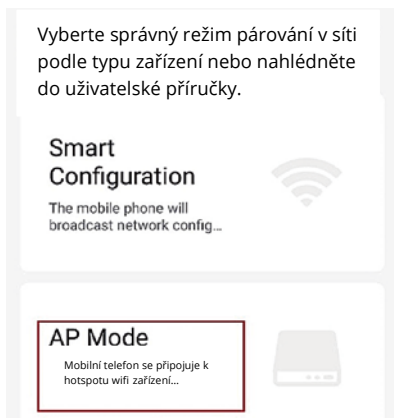 Vyberte správný režim párování v síti
podle typu zařízení nebo nahlédněte
do uživatelské příručky.
Smart
Configuration
The mobile phone will
broadcast network config...
AP Mode
Mobilní telefon se připojuje k
hotspotu wifi zařízení...